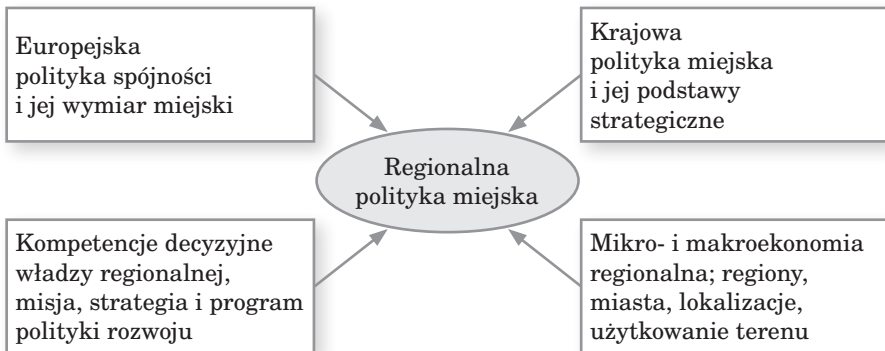 Europejska
polityka spójności
i jej wymiar miejski
Krajowa
polityka miejska
i jej podstawy
strategiczne
Regionalna
polityka miejska
Kompetencje decyzyjne
władzy regionalnej,
misja, strategia i program
polityki rozwoju
Mikro- i makroekonomia
regionalna; regiony,
miasta, lokalizacje,
użytkowanie terenu